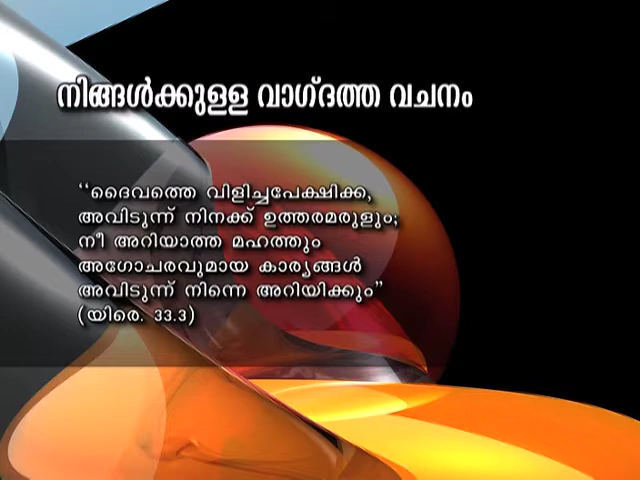 നിങ്ങൾക്കുളള വാഗ്ദത്ത വചനം
“ദൈവത്തെ വിളിച്ചപേക്ഷിക്ക,
അവിടുന്ന് നിനക്ക് ഉത്തരമരുളും;
നീ അറിയാത്ത മഹത്തും
അഗോചരവുമായ കാര്യങ്ങൾ
അവിടുന്ന് നിന്നെ അറിയിക്കും”
(യിരെ. 33.3)